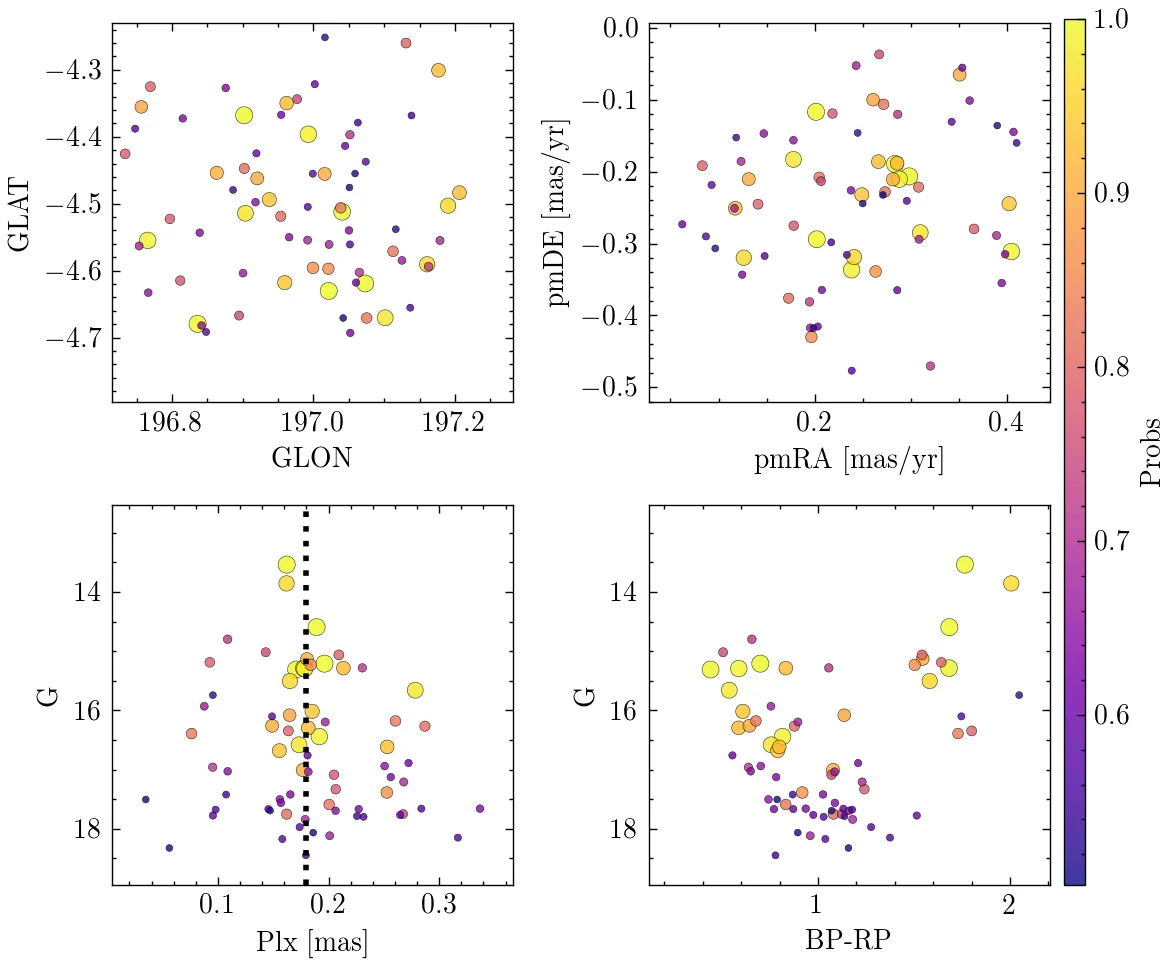 −4.3
−4.4
−4.5
−4.6
−4.7
GLAT
196.8 197.0 197.2
GLON
0.0
−0.1
−0.2
−0.3
−0.4
−0.5
pmDE [mas/yr]
0.2 0.4
pmRA [mas/yr]
14
16
18
G
0.1 0.2 0.3
Plx [mas]
14
16
18
G
1 2
BP-RP
1.0
0.9
0.8
0.7
0.6
Probs